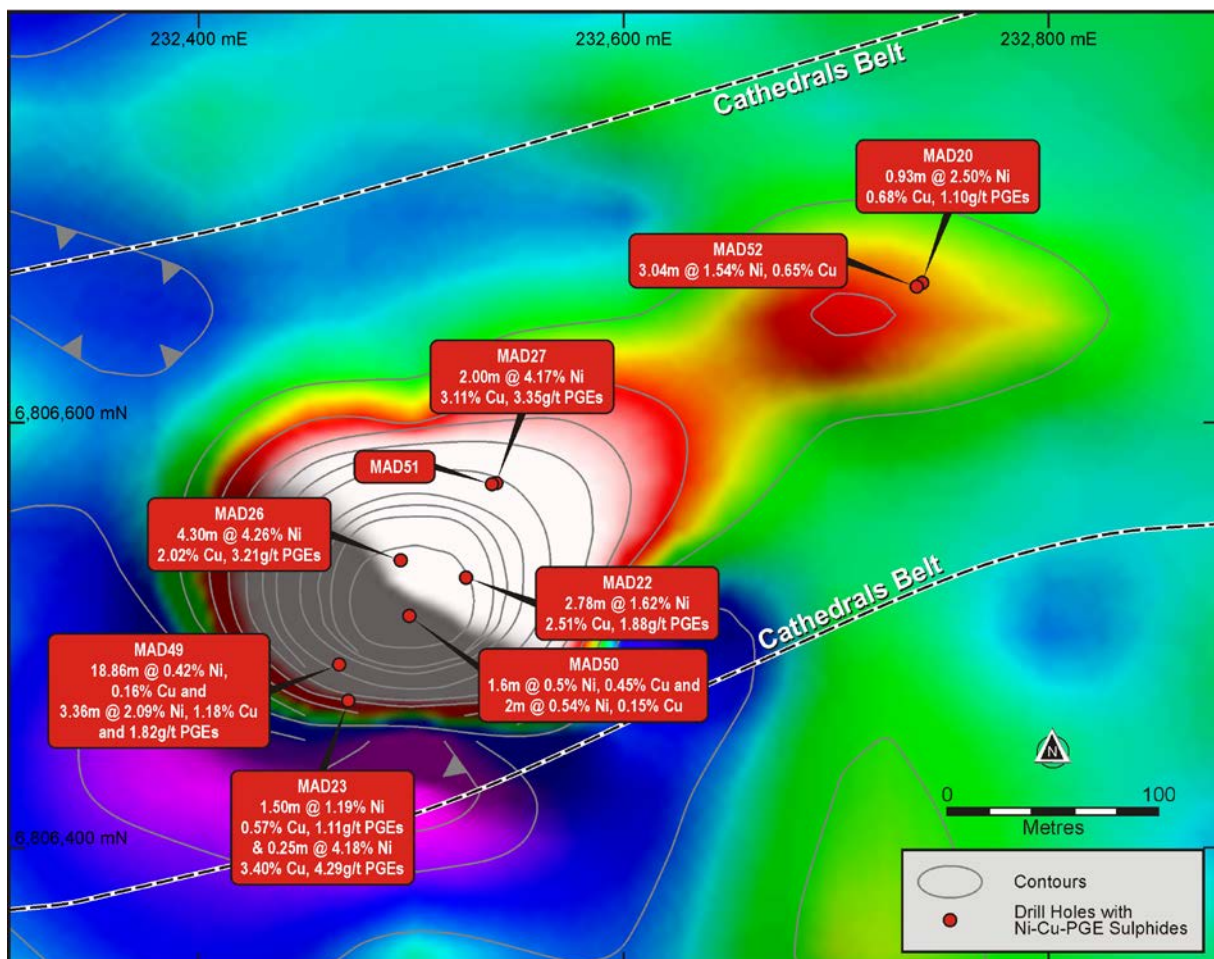 232,400 mE
232,600 mE
232,800 mE
Cathedrals Belt
MAD20
0.93m @ 2.50% Ni
0.68% Cu, 1.10g/t PGEs
MAD52
3.04m @ 1.54% Ni, 0.65% Cu
MAD27
2.00m @ 4.17% Ni
3.11% Cu, 3.35g/t PGEs
6,806,600 mN
MAD51
MAD26
4.30m @ 4.26% Ni
2.02% Cu, 3.21g/t PGEs
Cathedrals Belt
MAD22
2.78m @ 1.62% Ni
2.51% Cu, 1.88g/t PGEs
MAD49
18.86m @ 0.42% Ni,
0.16% Cu and
3.36m @ 2.09% Ni, 1.18% Cu
and 1.82g/t PGEs
MAD50
1.6m @ 0.5% Ni, 0.45% Cu and
2m @ 0.54% Ni, 0.15% Cu
MAD23
1.50m @ 1.19% Ni
0.57% Cu, 1.11g/t PGEs
& 0.25m @ 4.18% Ni
3.40% Cu, 4.29g/t PGEs
6,806,400 mN
N
0 100
Metres
Contours
Drill Holes with
Ni-Cu-PGE Sulphides